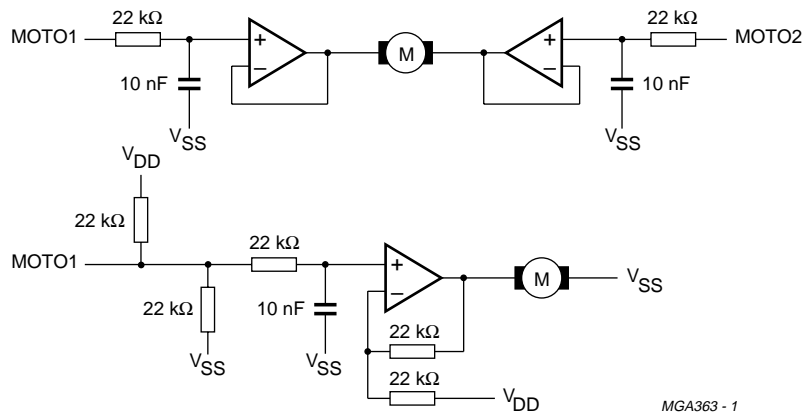 22 kΩ
22 kΩ
MOTO1
+
−
M
+
−
MOTO2
10 nF
10 nF
VSS
VSS
VDD
22 kΩ
22 kΩ
MOTO1
+
−
M
VSS
22 kΩ
10 nF
22 kΩ
VSS
VSS
22 kΩ
VDD
MGA363 - 1